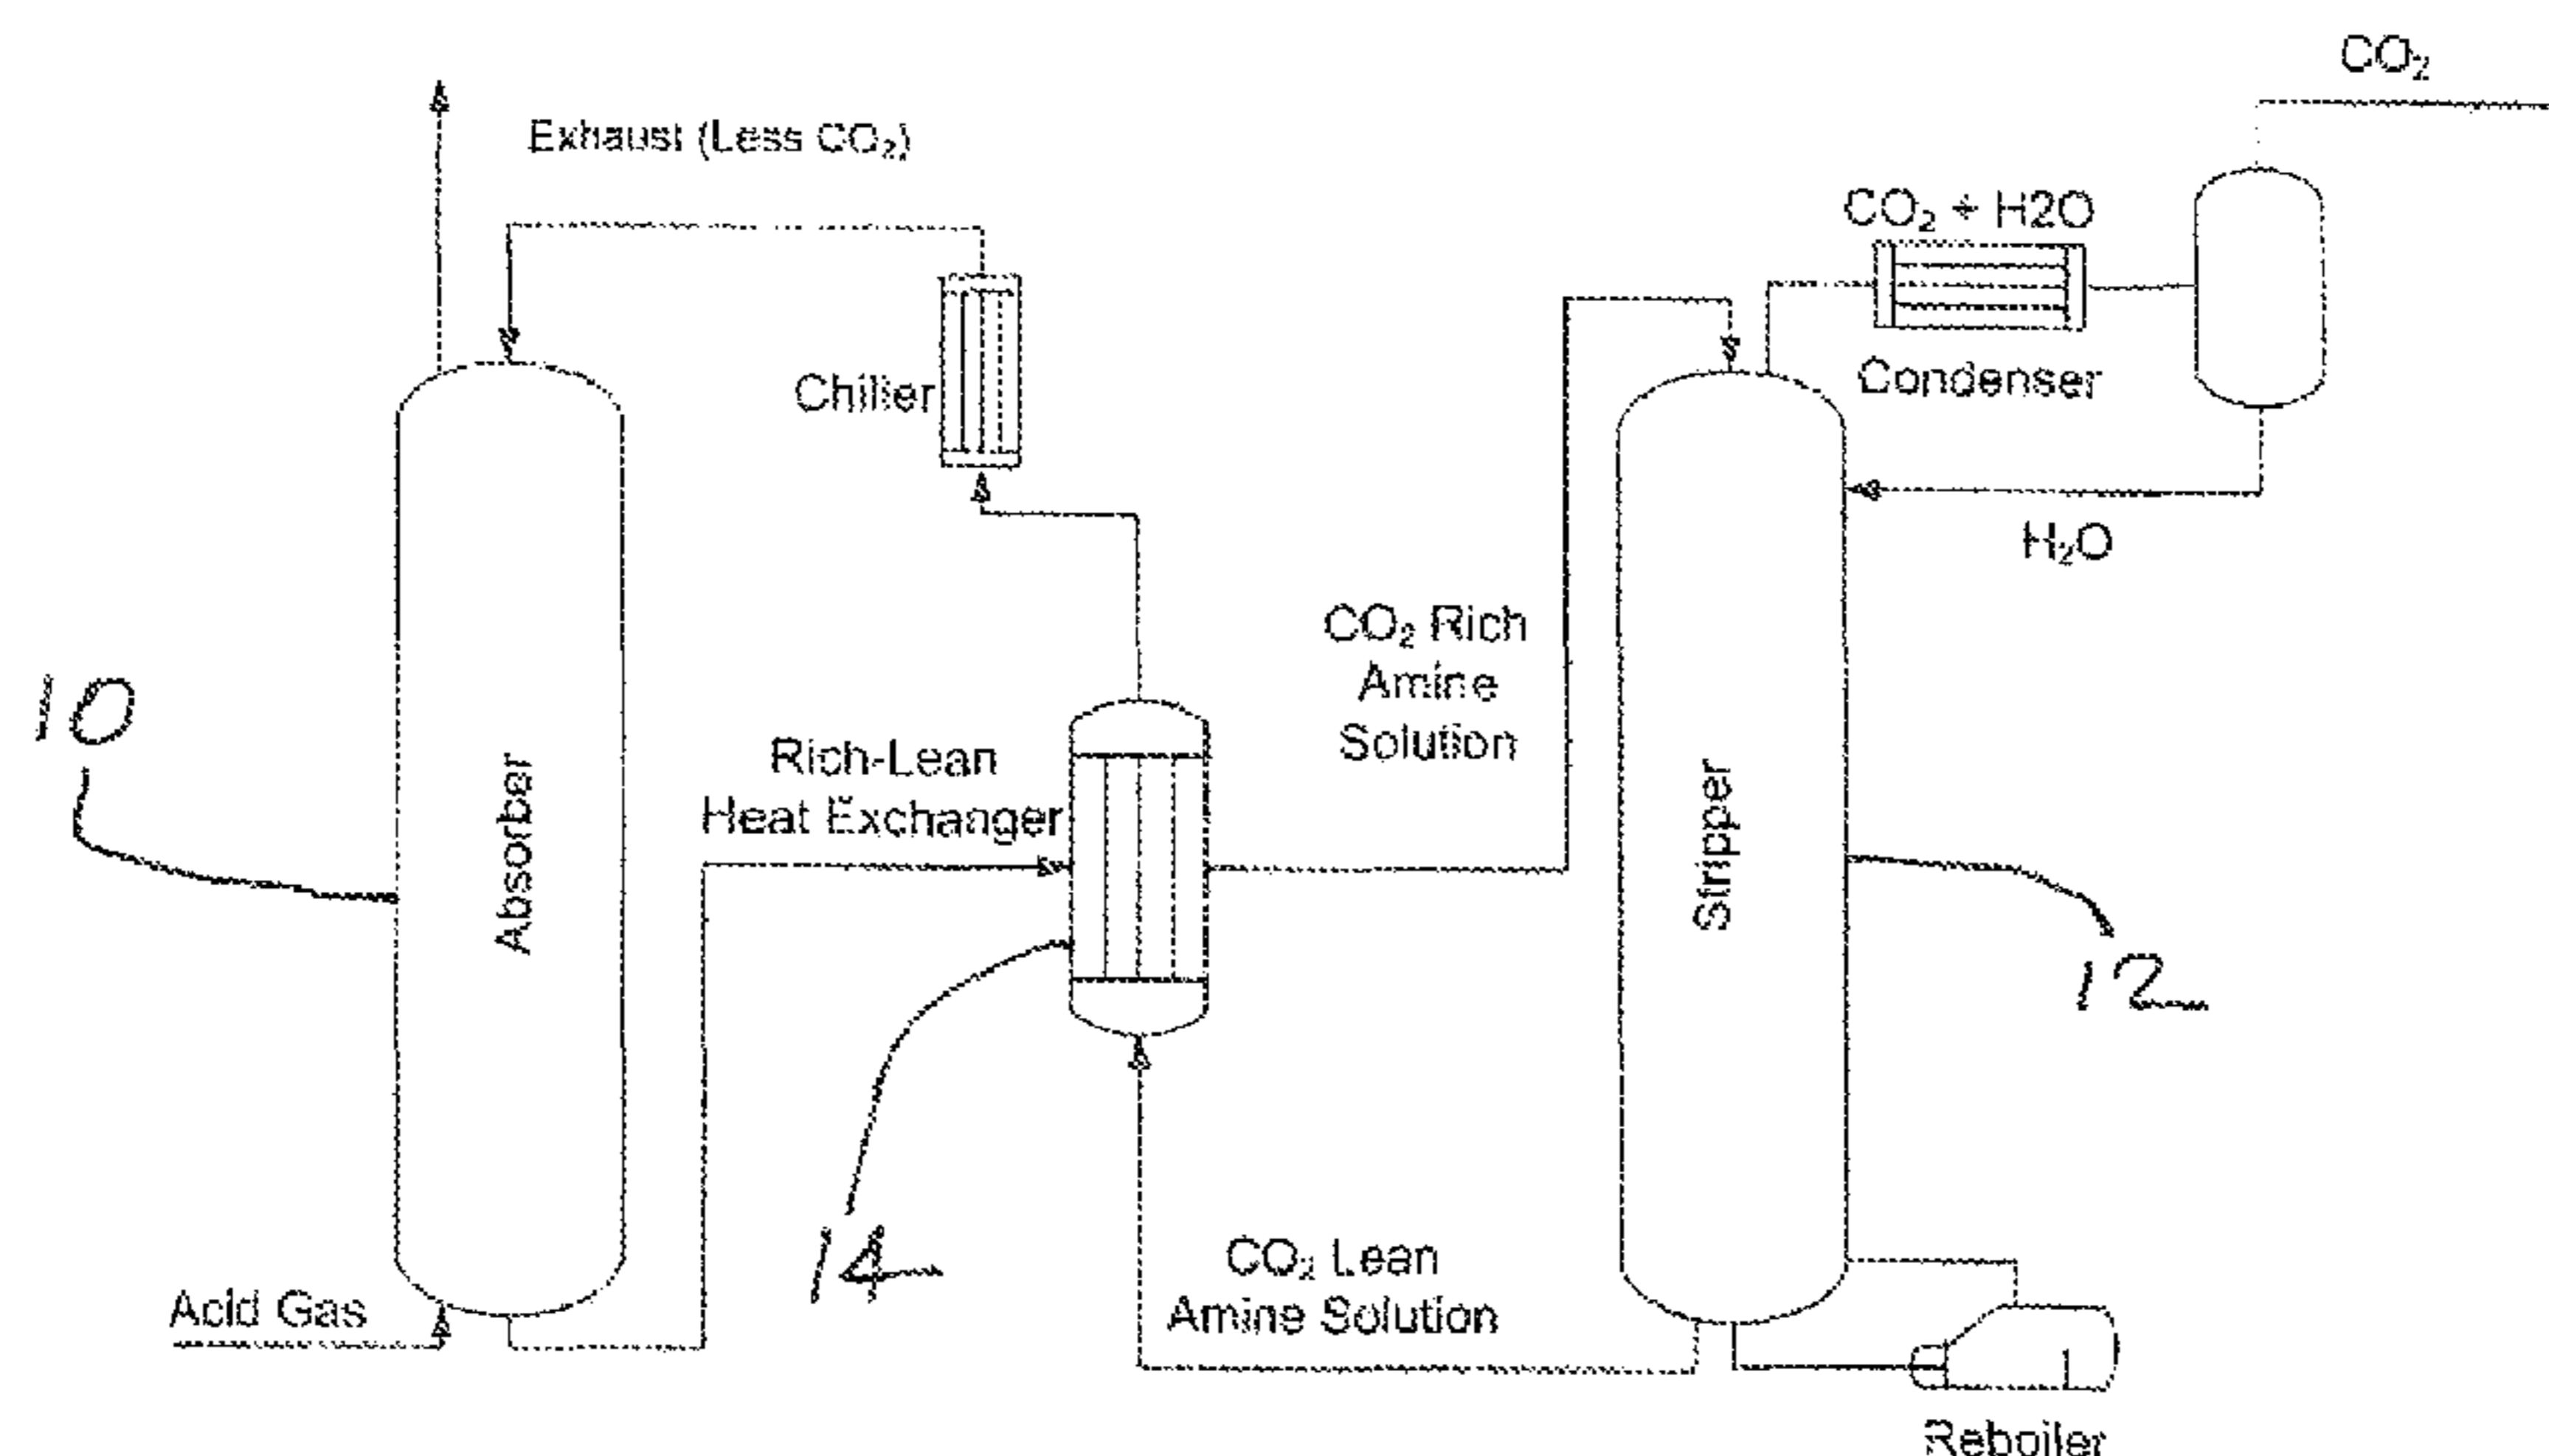 CO₂
Exhaust (Less CO₂)
CO₂ + H2O
Chiller
Condenser
H₂O
CO₂ Rich
Amine
Solution
10
Rich-Lean
Heat Exchanger
Absorber
Stripper
12
14
CO₂ Lean
Amine Solution
Acid Gas
Reboiler